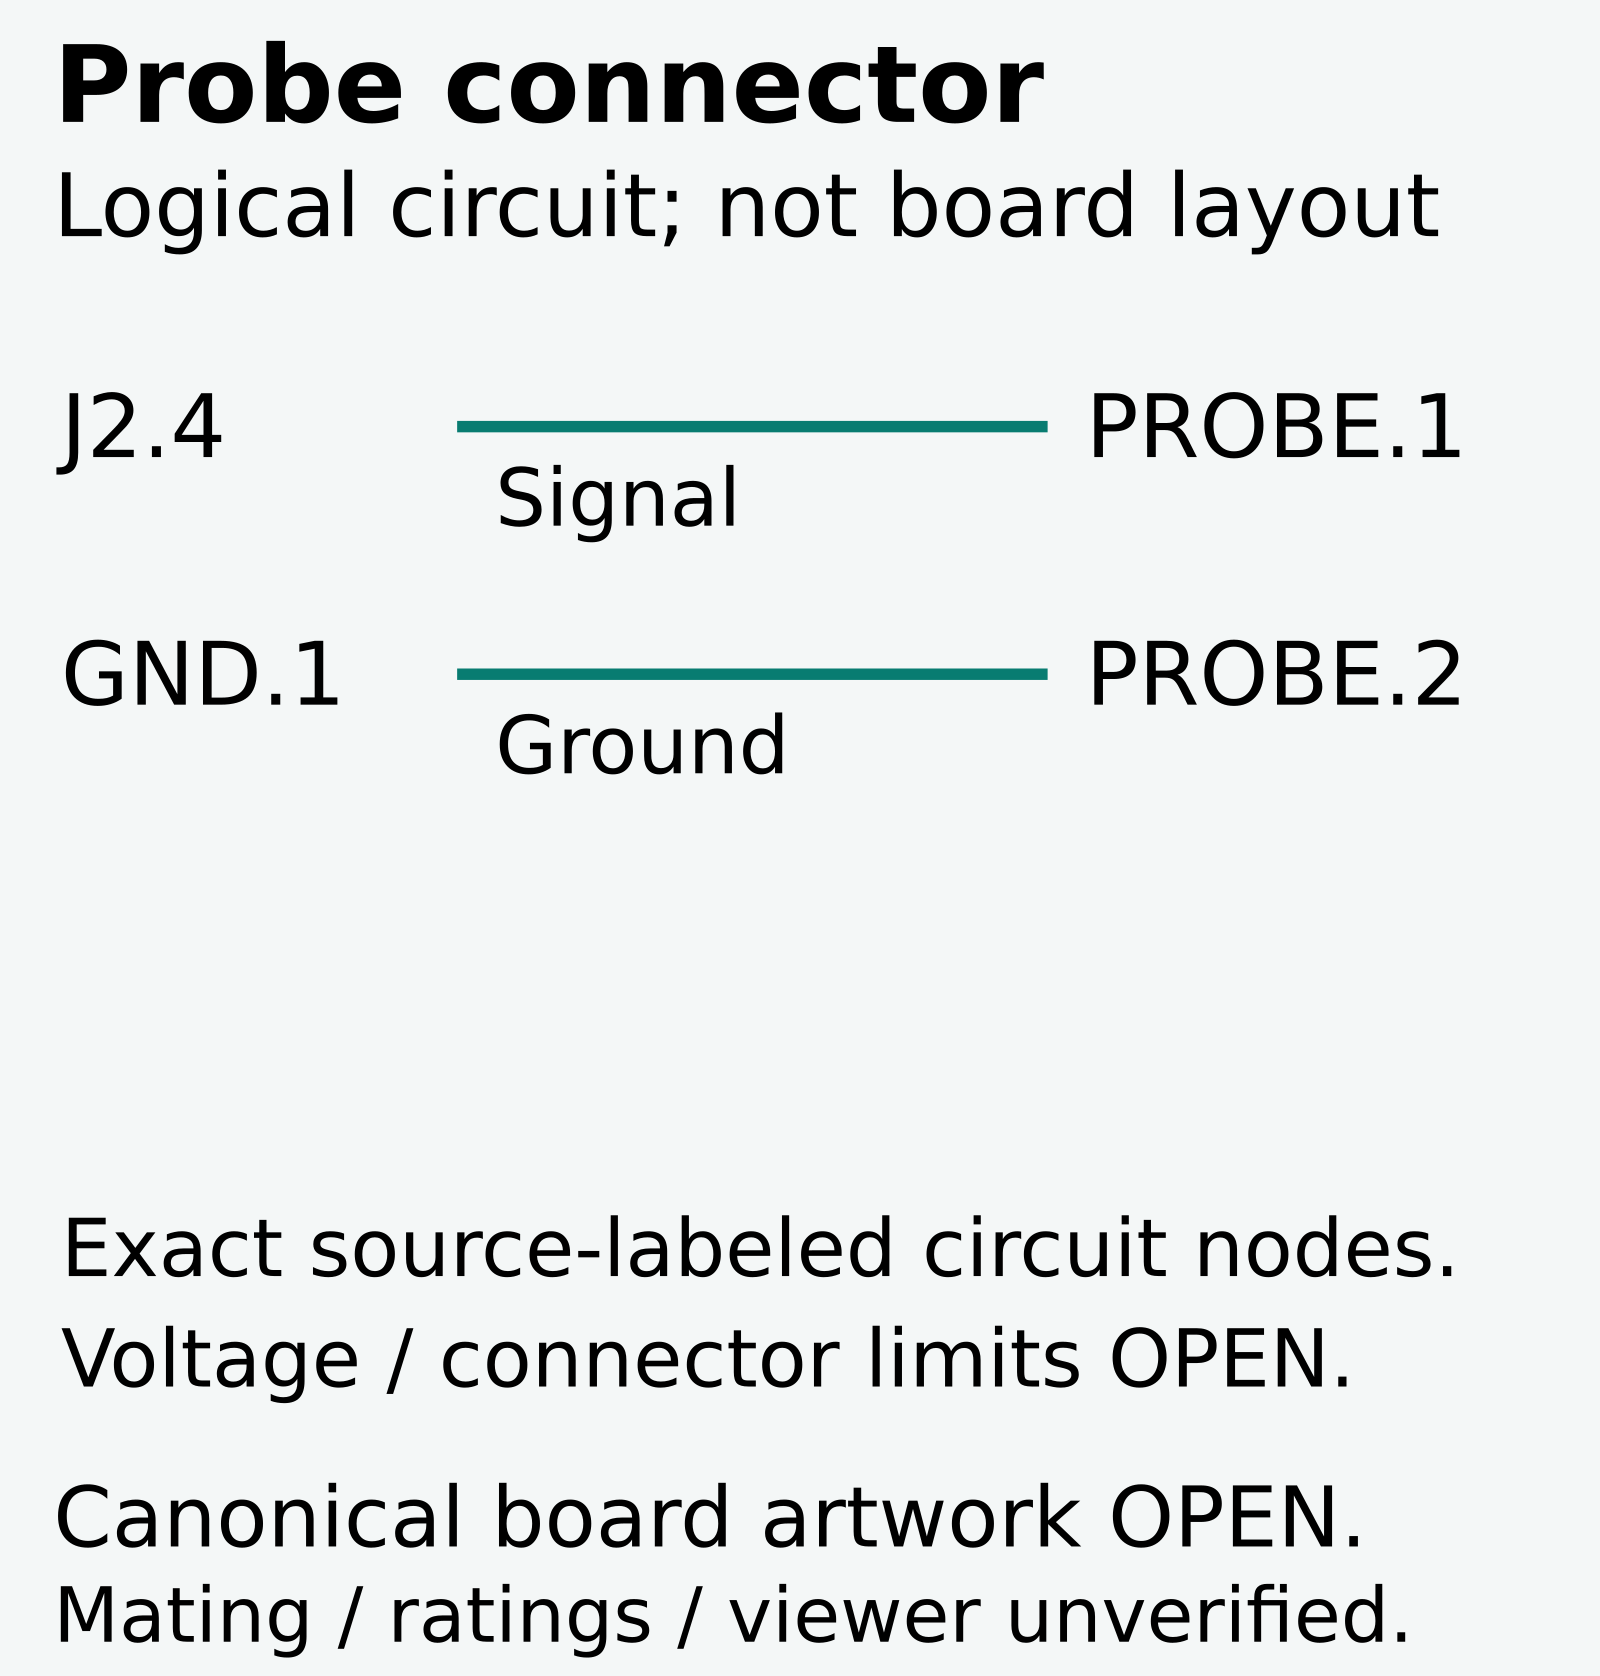 Probe connector
Logical circuit; not board layout
J2.4 PROBE.1
Signal
GND.1 PROBE.2
Ground
Exact source-labeled circuit nodes.
Voltage / connector limits OPEN.
Canonical board artwork OPEN.
Mating / ratings / viewer unverified.